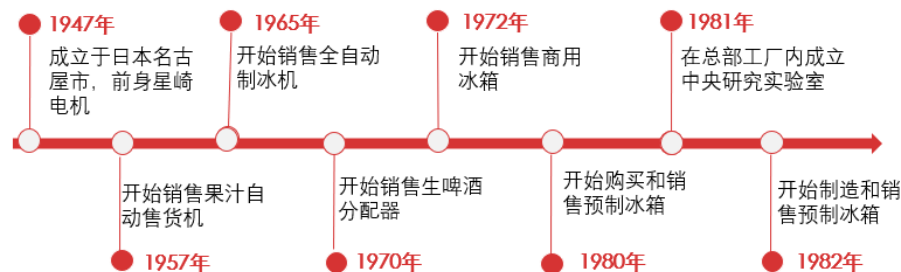 1947年
成立于日本名古
屋市，前身星崎
电机
1957年
开始销售果汁自
动售货机
1965年
开始销售全自动
制冰机
1970年
开始销售生啤酒
分配器
1972年
开始销售商用
冰箱
1980年
开始购买和销
售预制冰箱
1981年
在总部工厂内成立
中央研究实验室
1982年
开始制造和销
售预制冰箱